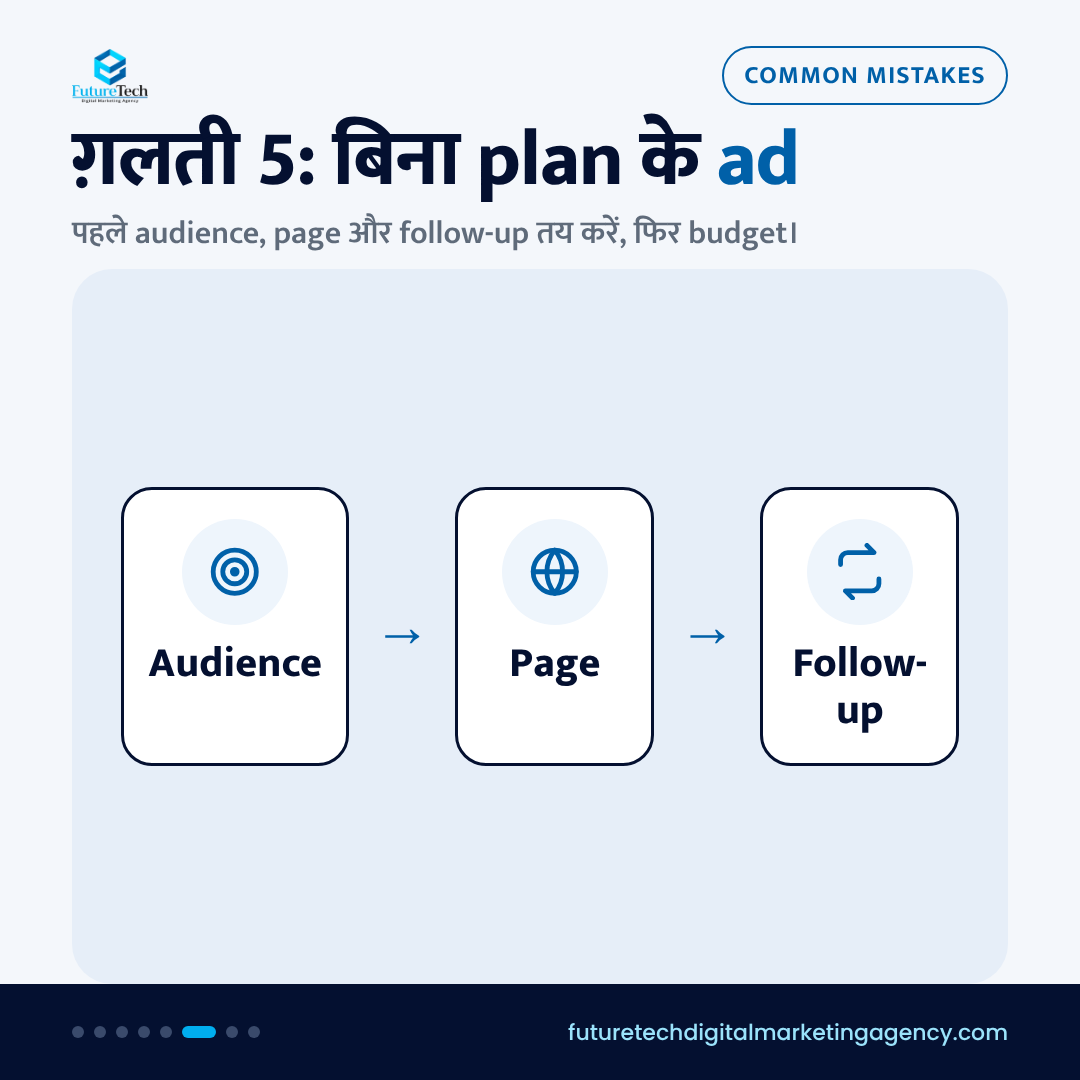 FutureTech
Digital Marketing Agency
COMMON MISTAKES
ग़लती 5: बिना plan के ad
पहले audience, page और follow-up तय करें, फिर budget।
Audience
→
Page
→
Follow-
up
futuretechdigitalmarketingagency.com